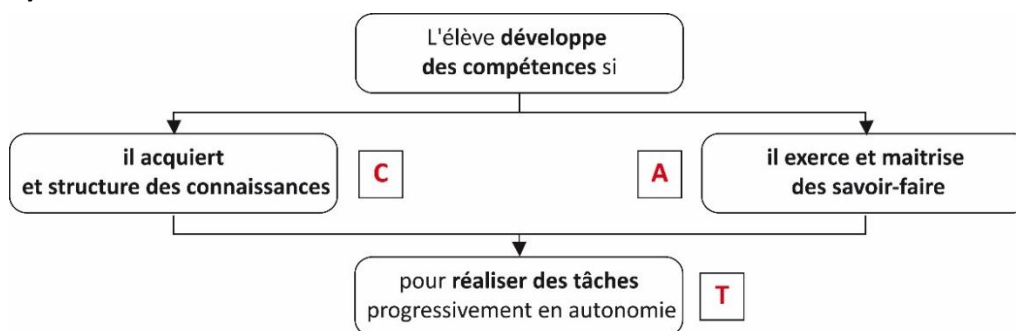 L'élève développe
des compétences si
il acquiert
et structure des connaissances
C
A
il exerce et maitrise
des savoir-faire
pour réaliser des tâches
progressivement en autonomie
T